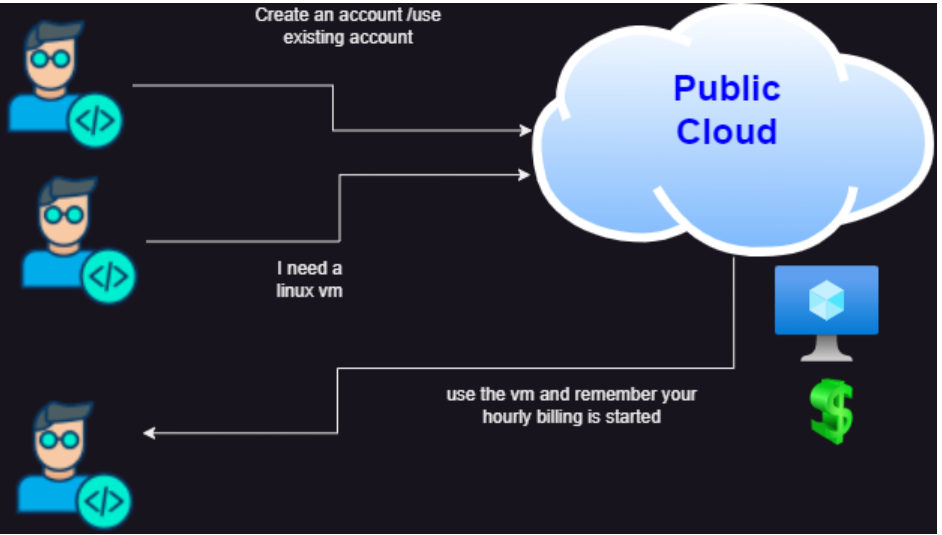 Create an account /use
existing account
Public
Cloud
I need a
linux vm
use the vm and remember your
hourly billing is started